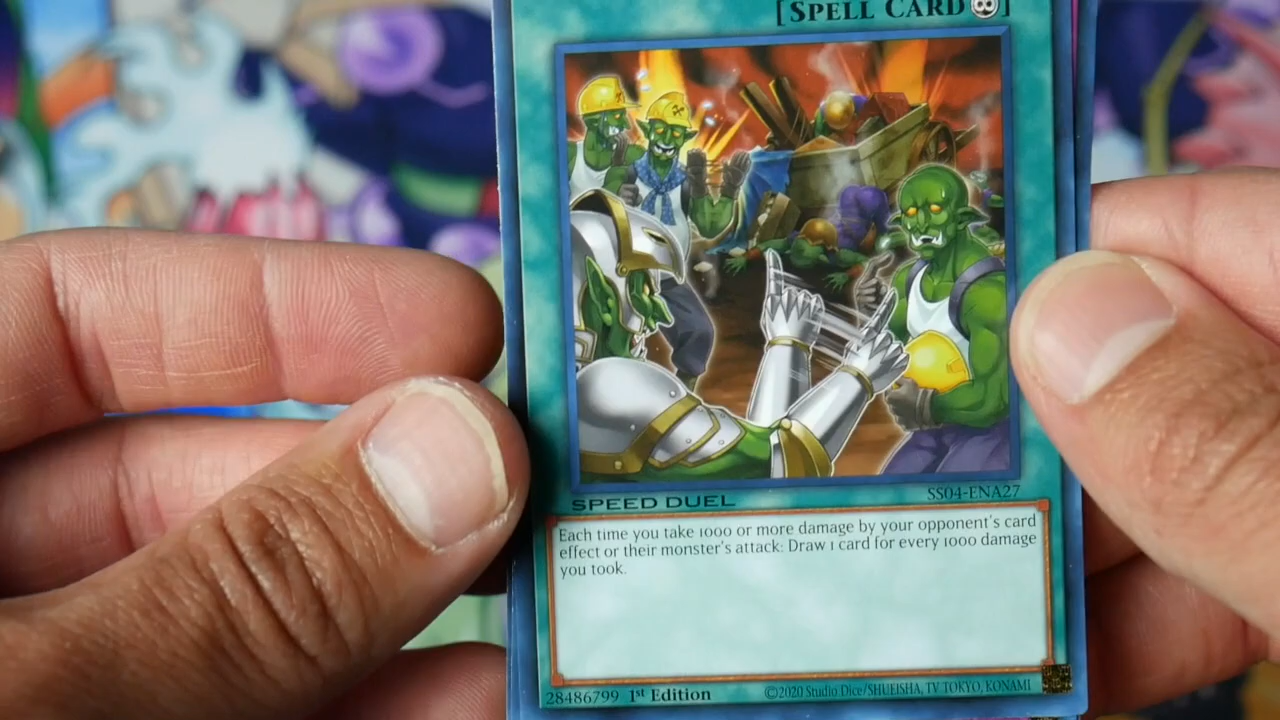 [SPELL CARD ]
SPEED DUEL
SS04-ENA27
Each time you take 1000 or more damage by your opponent's card
effect or their monster's attack: Draw 1 card for every 1000 damage
you took.
28486799 1st Edition ©2020 Studio Dice/SHUEISHA, TV TOKYO, KONAMI